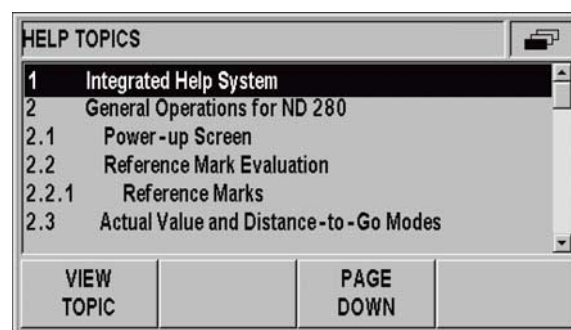 HELP TOPICS
1 Integrated Help System
2 General Operations for ND 280
2.1 Power-up Screen
2.2 Reference Mark Evaluation
2.2.1 Reference Marks
2.3 Actual Value and Distance-to-Go Modes
VIEW TOPIC
PAGE DOWN